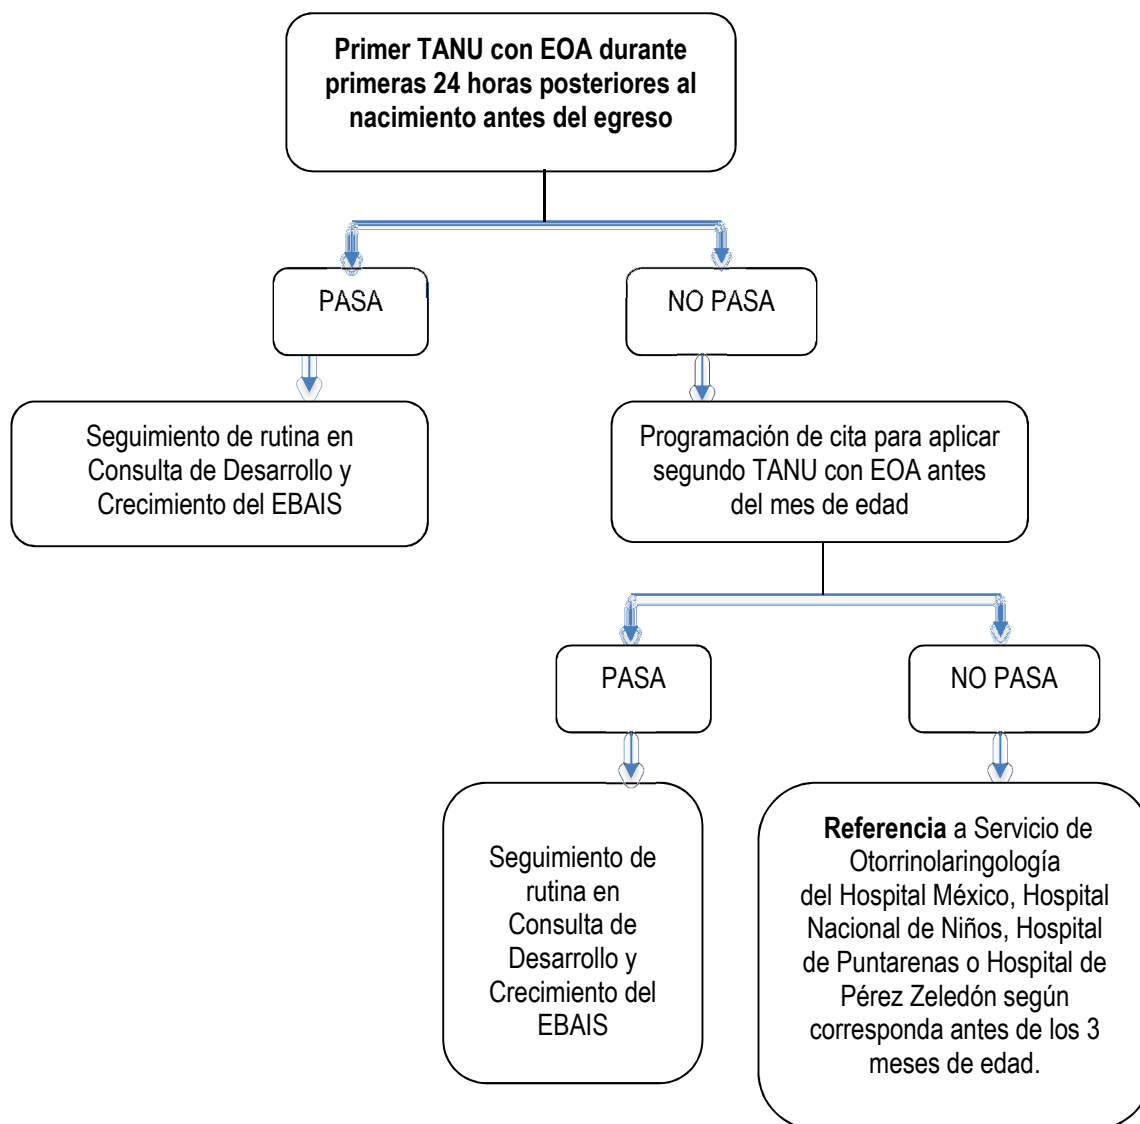 Primer TANU con EOA durante
primeras 24 horas posteriores al
nacimiento antes del egreso
PASA
NO PASA
Seguimiento de rutina en
Consulta de Desarrollo y
Crecimiento del EBAIS
Programación de cita para aplicar
segundo TANU con EOA antes
del mes de edad
PASA
NO PASA
Seguimiento de
rutina en
Consulta de
Desarrollo y
Crecimiento del
EBAIS
Referencia a Servicio de
Otorrinolaringología
del Hospital México, Hospital
Nacional de Niños, Hospital
de Puntarenas o Hospital de
Pérez Zeledón según
corresponda antes de los 3
meses de edad.